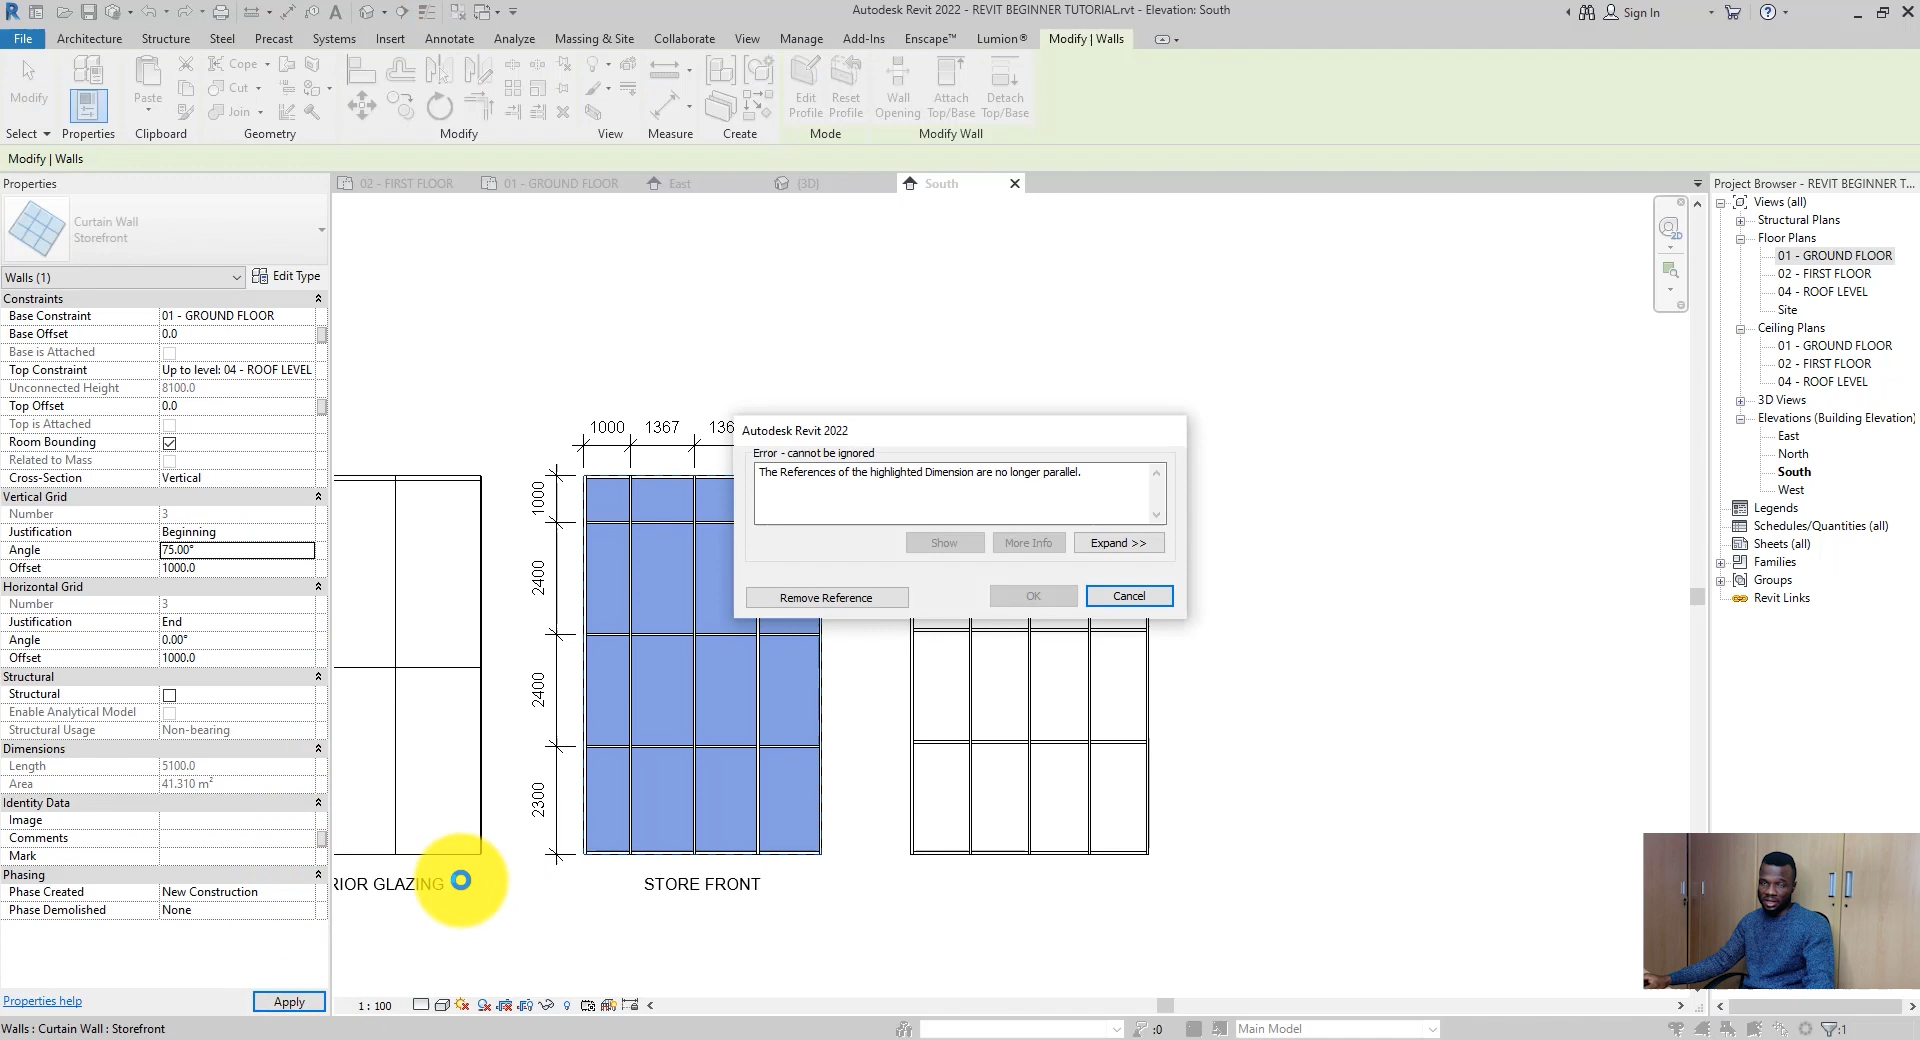 Autodesk Revit 2022 - REVIT BEGINNER TUTORIAL.rvt - Elevation: South
Sign In
File Architecture Structure Steel Precast Systems Insert Annotate Analyze Massing & Site Collaborate View Manage Add-Ins Enscape™ Lumion® Modify | Walls
Modify
Paste
Cope
Cut
Join
Edit Profile
Reset Profile
Wall Opening
Attach Top/Base
Detach Top/Base
Select Properties Clipboard Geometry Modify View Measure Create Mode Modify Wall
Modify | Walls
Properties
Curtain Wall
Storefront
Walls (1)
Edit Type
Constraints
Base Constraint 01 - GROUND FLOOR
Base Offset 0.0
Base is Attached
Top Constraint Up to level: 04 - ROOF LEVEL
Unconnected Height 8100.0
Top Offset 0.0
Top is Attached
Room Bounding
Related to Mass
Cross-Section Vertical
Vertical Grid
Number 3
Justification Beginning
Angle 75.00°
Offset 1000.0
Horizontal Grid
Number 3
Justification End
Angle 0.00°
Offset 1000.0
Structural
Structural
Enable Analytical Model
Structural Usage Non-bearing
Dimensions
Length 5100.0
Area 41.310 m²
Identity Data
Image
Comments
Mark
Phasing
Phase Created New Construction
Phase Demolished None
Properties help
Apply
02 - FIRST FLOOR 01 - GROUND FLOOR East (3D) South
1000 1367 136
1000
2400
2400
2300
RIOR GLAZING
STORE FRONT
Autodesk Revit 2022
Error - cannot be ignored
The References of the highlighted Dimension are no longer parallel.
Show More Info Expand >>
Remove Reference OK Cancel
2D
Project Browser - REVIT BEGINNER T...
Views (all)
Structural Plans
Floor Plans
01 - GROUND FLOOR
02 - FIRST FLOOR
04 - ROOF LEVEL
Site
Ceiling Plans
01 - GROUND FLOOR
02 - FIRST FLOOR
04 - ROOF LEVEL
3D Views
Elevations (Building Elevation)
East
North
South
West
Legends
Schedules/Quantities (all)
Sheets (all)
Families
Groups
Revit Links
1 : 100
Walls : Curtain Wall : Storefront
:0
Main Model
:1